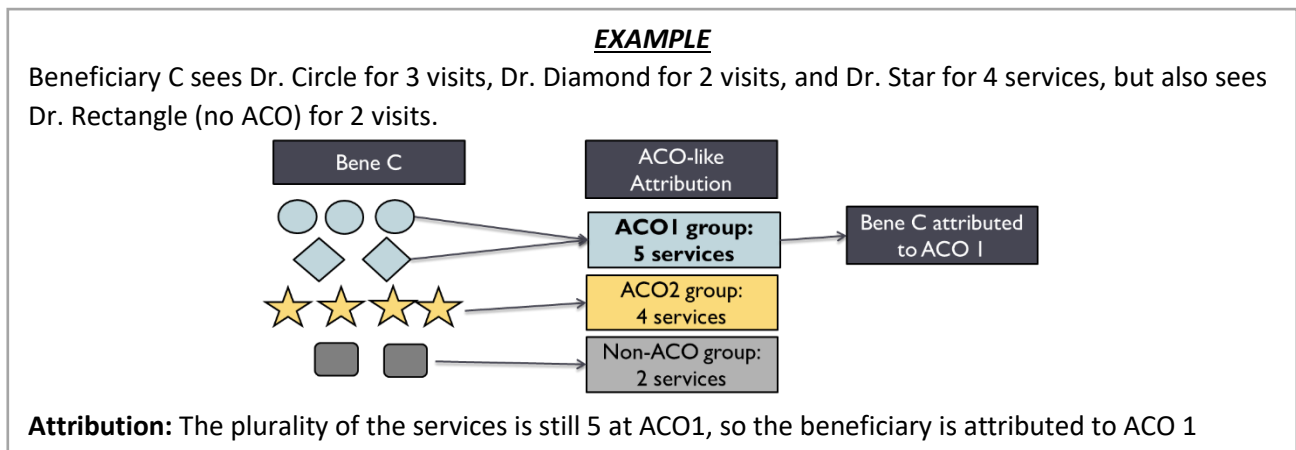 EXAMPLE
Beneficiary C sees Dr. Circle for 3 visits, Dr. Diamond for 2 visits, and Dr. Star for 4 services, but also sees
Dr. Rectangle (no ACO) for 2 visits.
Bene C
ACO-like
Attribution
ACO1 group:
5 services
Bene C attributed
to ACO 1
ACO2 group:
4 services
Non-ACO group:
2 services
Attribution: The plurality of the services is still 5 at ACO1, so the beneficiary is attributed to ACO 1